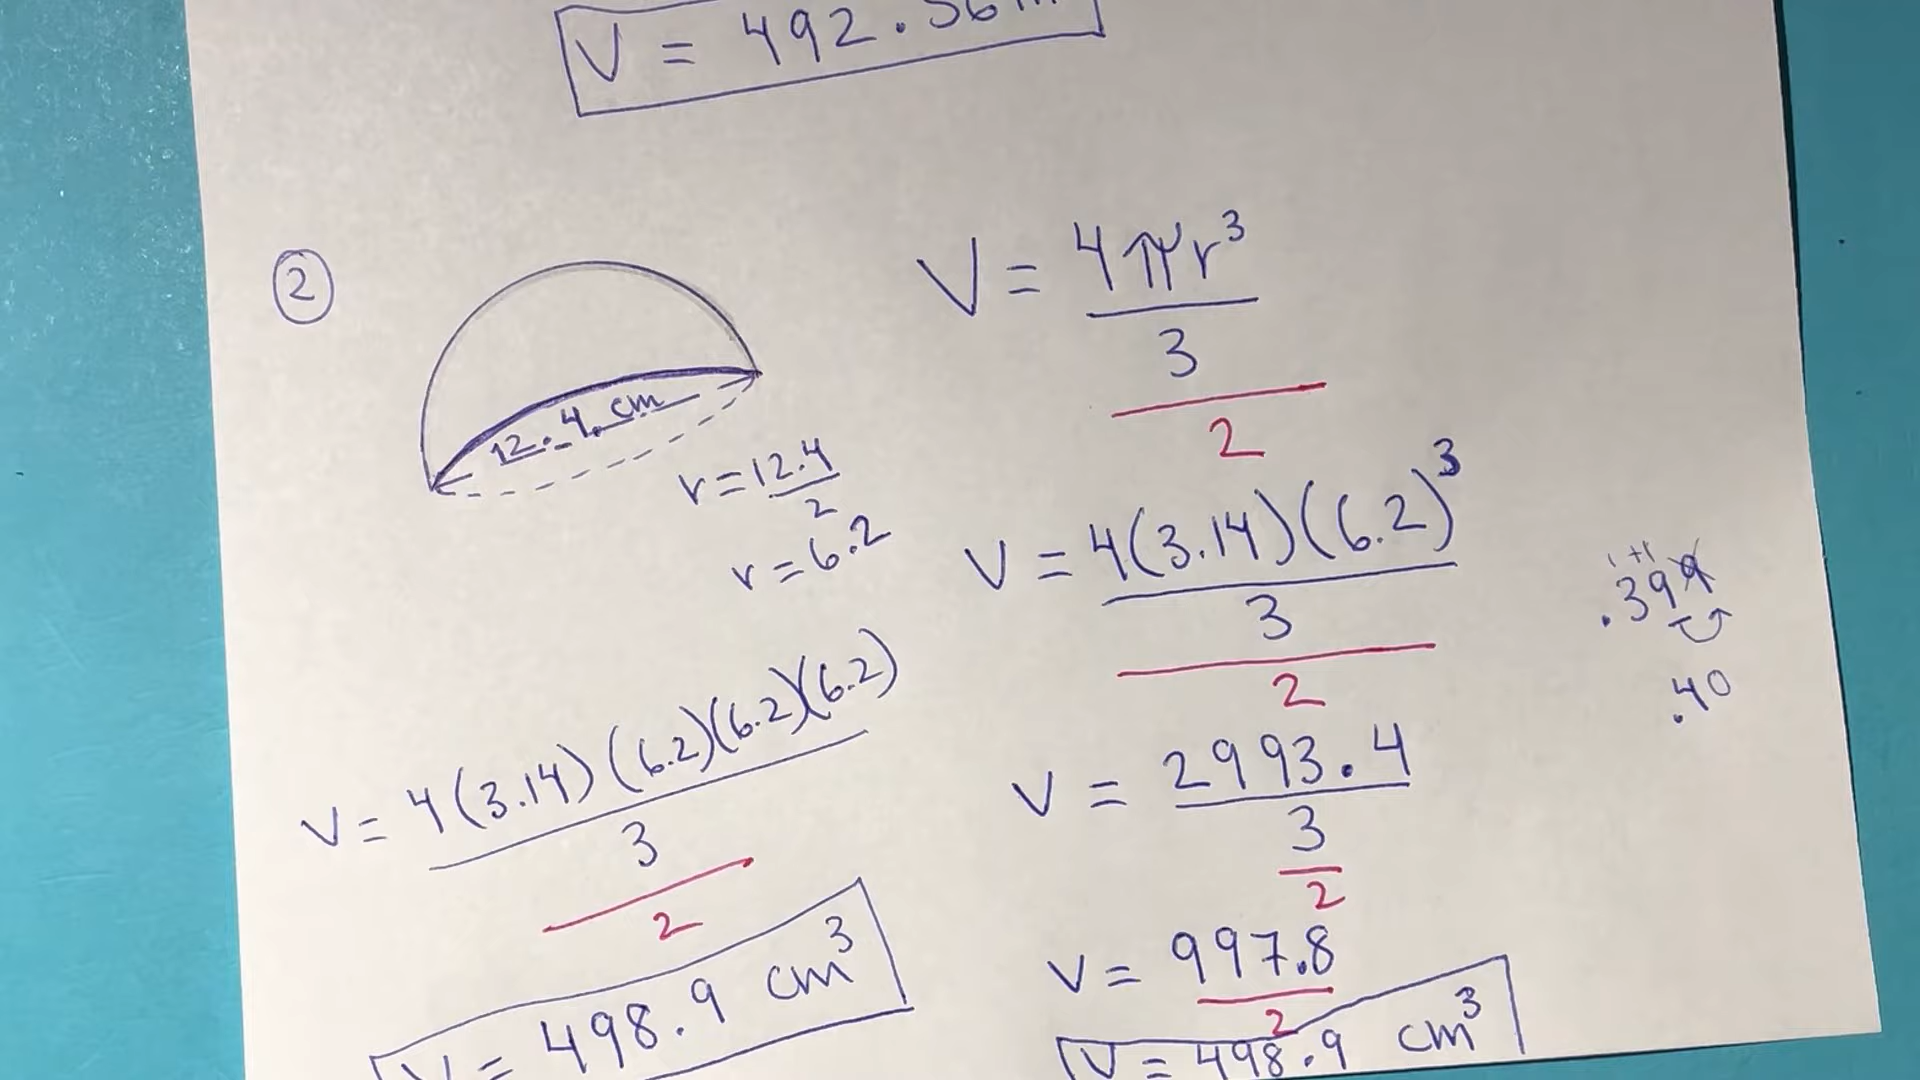 V = 492.56
②
12.4 cm
r = 12.4
2
r = 6.2
V = 4πr³
3
2
V = 4(3.14)(6.2)³
3
2
.399
1 +1
.40
V = 4(3.14)(6.2)(6.2)(6.2)
3
2
V = 498.9 cm³
V = 2993.4
3
2
V = 997.8
2
V = 498.9 cm³